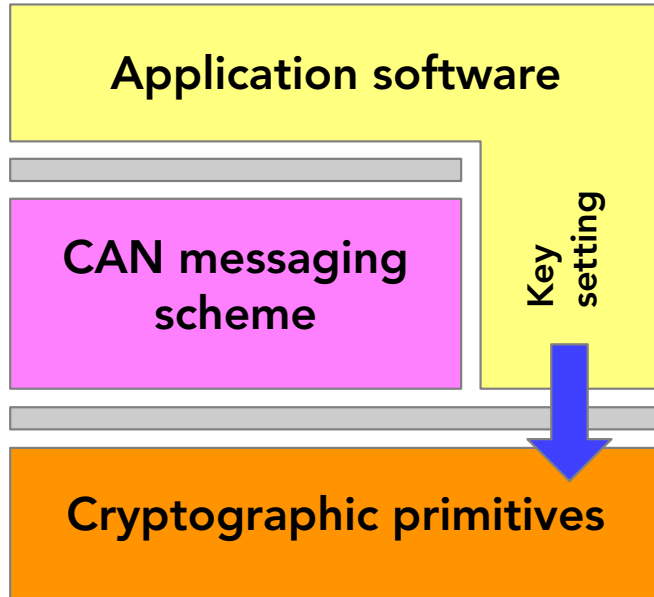 Application software
CAN messaging
scheme
Key
setting
Cryptographic primitives